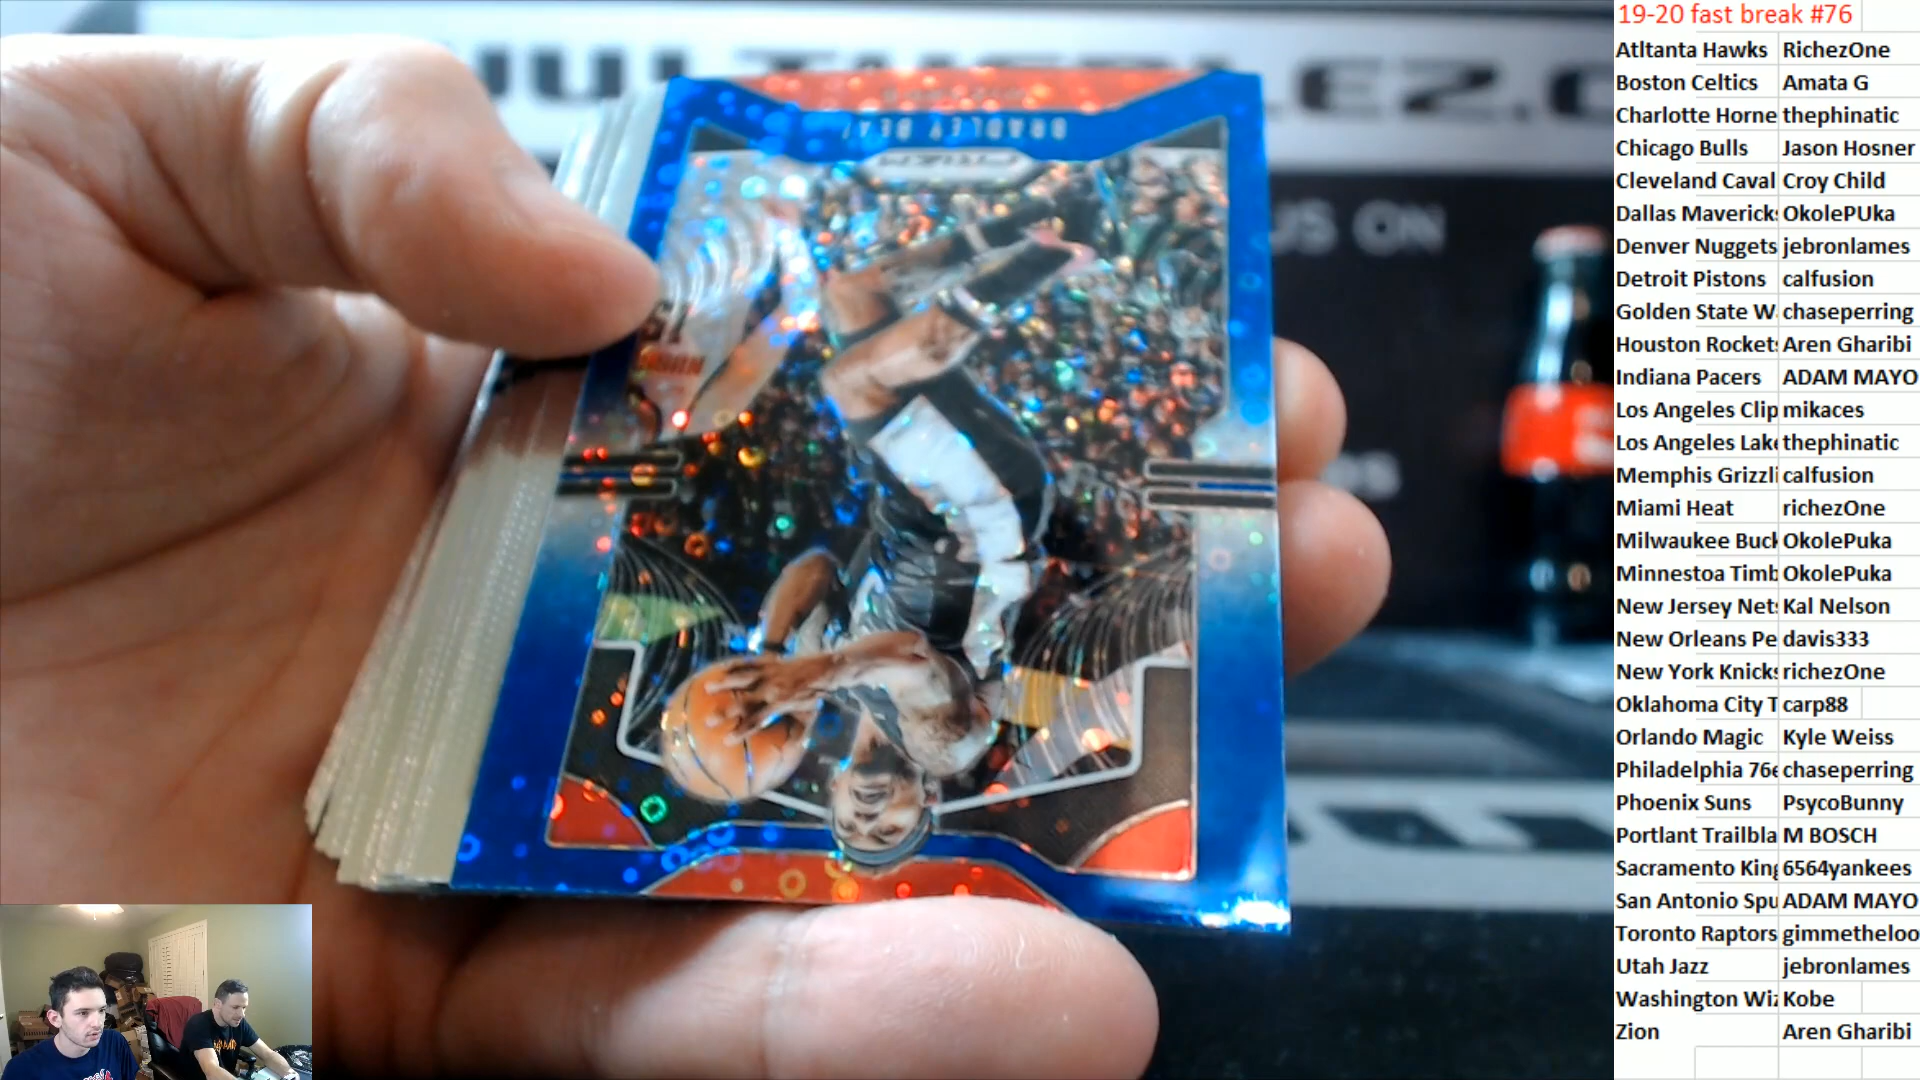 19-20 fast break #76
Atltanta Hawks RichezOne
Boston Celtics Amata G
Charlotte Horne thephinatic
Chicago Bulls Jason Hosner
Cleveland Caval Croy Child
Dallas Mavericks OkolePUka
Denver Nuggets jebronlames
Detroit Pistons calfusion
Golden State W chaseperring
Houston Rockets Aren Gharibi
Indiana Pacers ADAM MAYO
Los Angeles Clip mikaces
Los Angeles Lake thephinatic
Memphis Grizzli calfusion
Miami Heat richezOne
Milwaukee Buck OkolePuka
Minnestoa Timb OkolePuka
New Jersey Nets Kal Nelson
New Orleans Pe davis333
New York Knicks richezOne
Oklahoma City T carp88
Orlando Magic Kyle Weiss
Philadelphia 76e chaseperring
Phoenix Suns PsycoBunny
Portlant Trailbla M BOSCH
Sacramento King 6564yankees
San Antonio Spu ADAM MAYO
Toronto Raptors gimmetheloo
Utah Jazz jebronlames
Washington Wiz Kobe
Zion Aren Gharibi
BRADLEY BEAL
PRIZM
US ON